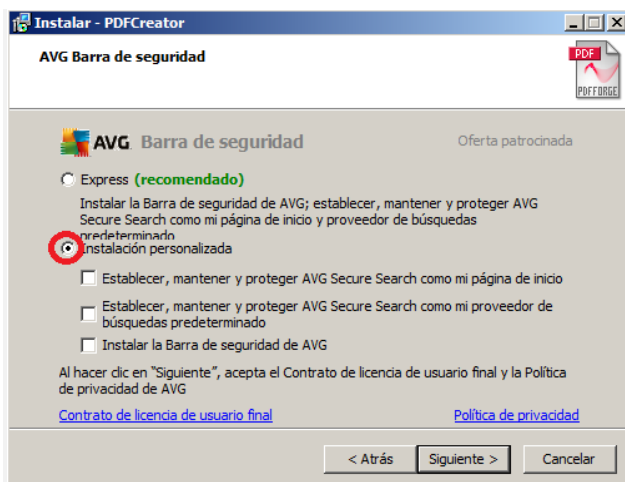 Instalar - PDFCreator
AVG Barra de seguridad
PDF
PDFFORGE
AVG Barra de seguridad
Oferta patrocinada
Express (recomendado)
Instalar la Barra de seguridad de AVG; establecer, mantener y proteger AVG
Secure Search como mi página de inicio y proveedor de búsquedas
predeterminado
Instalación personalizada
Establecer, mantener y proteger AVG Secure Search como mi página de inicio
Establecer, mantener y proteger AVG Secure Search como mi proveedor de
búsquedas predeterminado
Instalar la Barra de seguridad de AVG
Al hacer clic en "Siguiente", acepta el Contrato de licencia de usuario final y la Política
de privacidad de AVG
Contrato de licencia de usuario final
Política de privacidad
< Atrás
Siguiente >
Cancelar